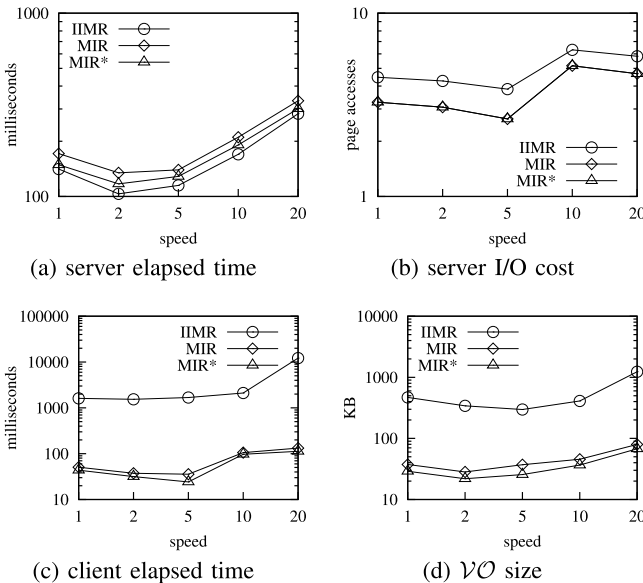 1000
IIMR
MIR
MIR*
milliseconds
100
1 2 5 10 20
speed
(a) server elapsed time
10
page accesses
IIMR
MIR
MIR*
1
1 2 5 10 20
speed
(b) server I/O cost
100000
10000
1000
100
10
IIMR
MIR
MIR*
milliseconds
1 2 5 10 20
speed
(c) client elapsed time
10000
1000
100
10
IIMR
MIR
MIR*
KB
1 2 5 10 20
speed
(d) 𝒱𝒪 size